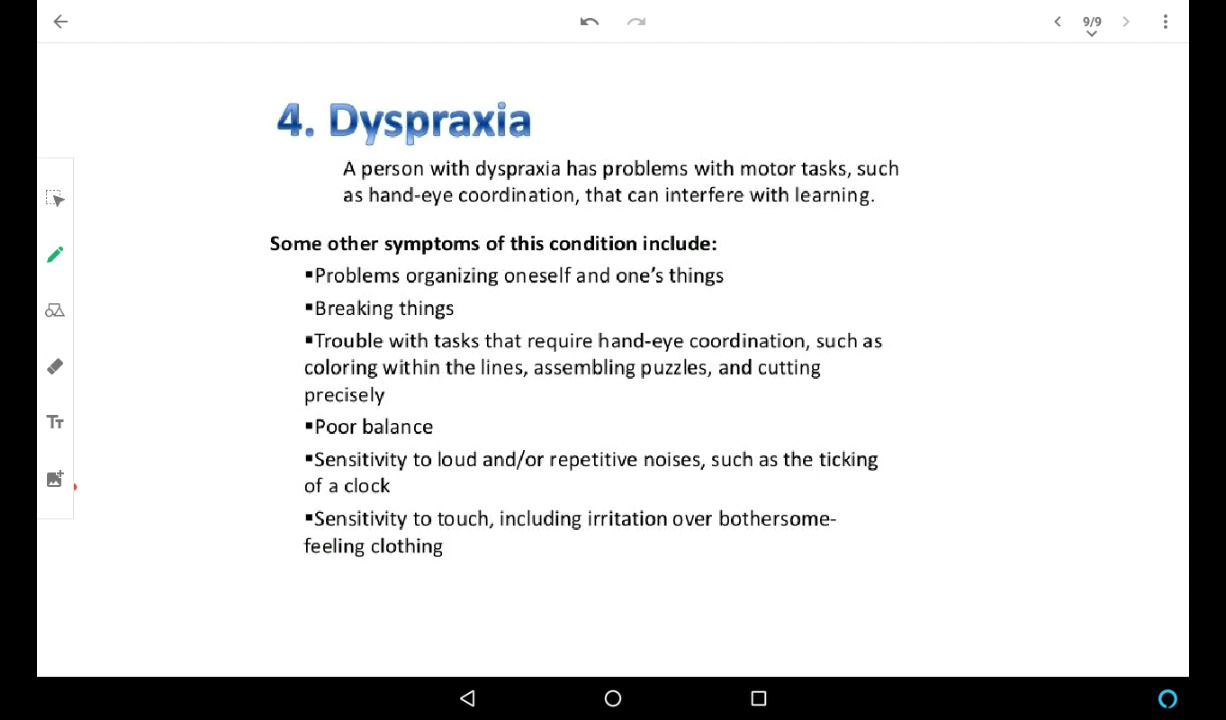 9/9
4. Dyspraxia
A person with dyspraxia has problems with motor tasks, such
as hand-eye coordination, that can interfere with learning.
Some other symptoms of this condition include:
▪Problems organizing oneself and one’s things
▪Breaking things
▪Trouble with tasks that require hand-eye coordination, such as
coloring within the lines, assembling puzzles, and cutting
precisely
▪Poor balance
▪Sensitivity to loud and/or repetitive noises, such as the ticking
of a clock
▪Sensitivity to touch, including irritation over bothersome-
feeling clothing
Tт